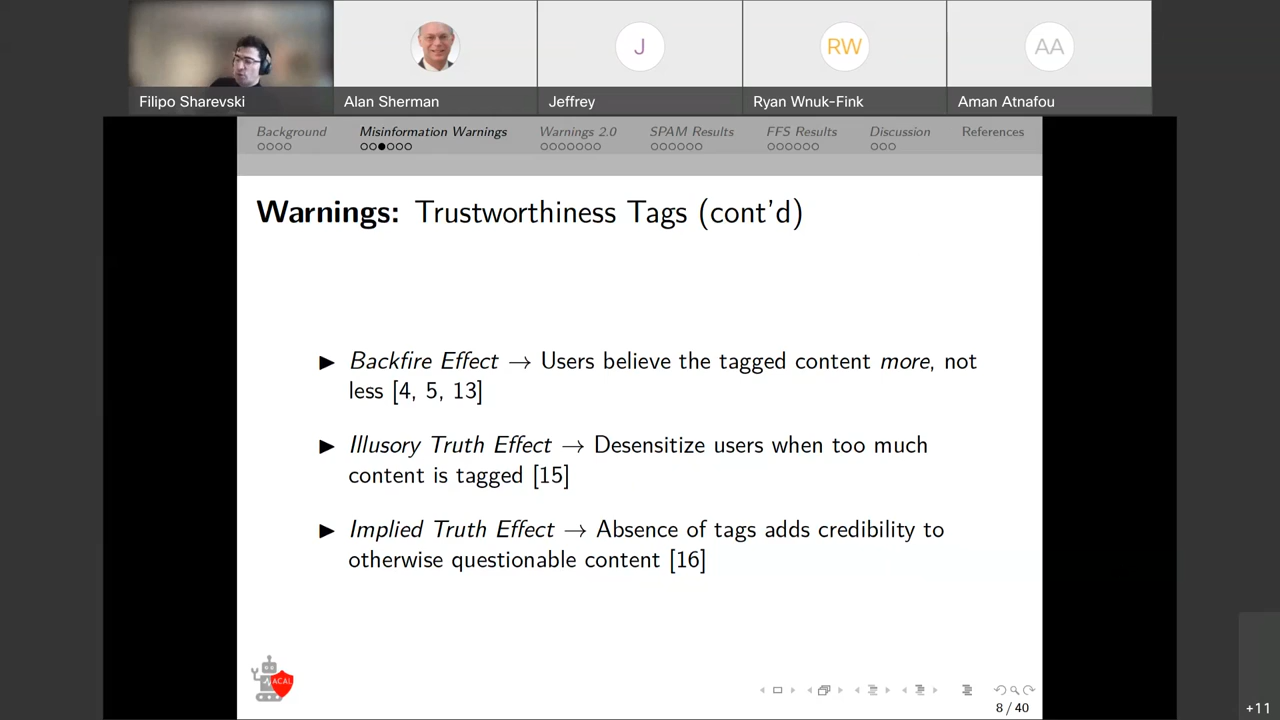 J
RW
AA
Filipo Sharevski
Alan Sherman
Jeffrey
Ryan Wnuk-Fink
Aman Atnafou
Background
Misinformation Warnings
Warnings 2.0
SPAM Results
FFS Results
Discussion
References
Warnings: Trustworthiness Tags (cont'd)
► Backfire Effect → Users believe the tagged content more, not
less [4, 5, 13]
► Illusory Truth Effect → Desensitize users when too much
content is tagged [15]
► Implied Truth Effect → Absence of tags adds credibility to
otherwise questionable content [16]
ACAL
8 / 40
+11